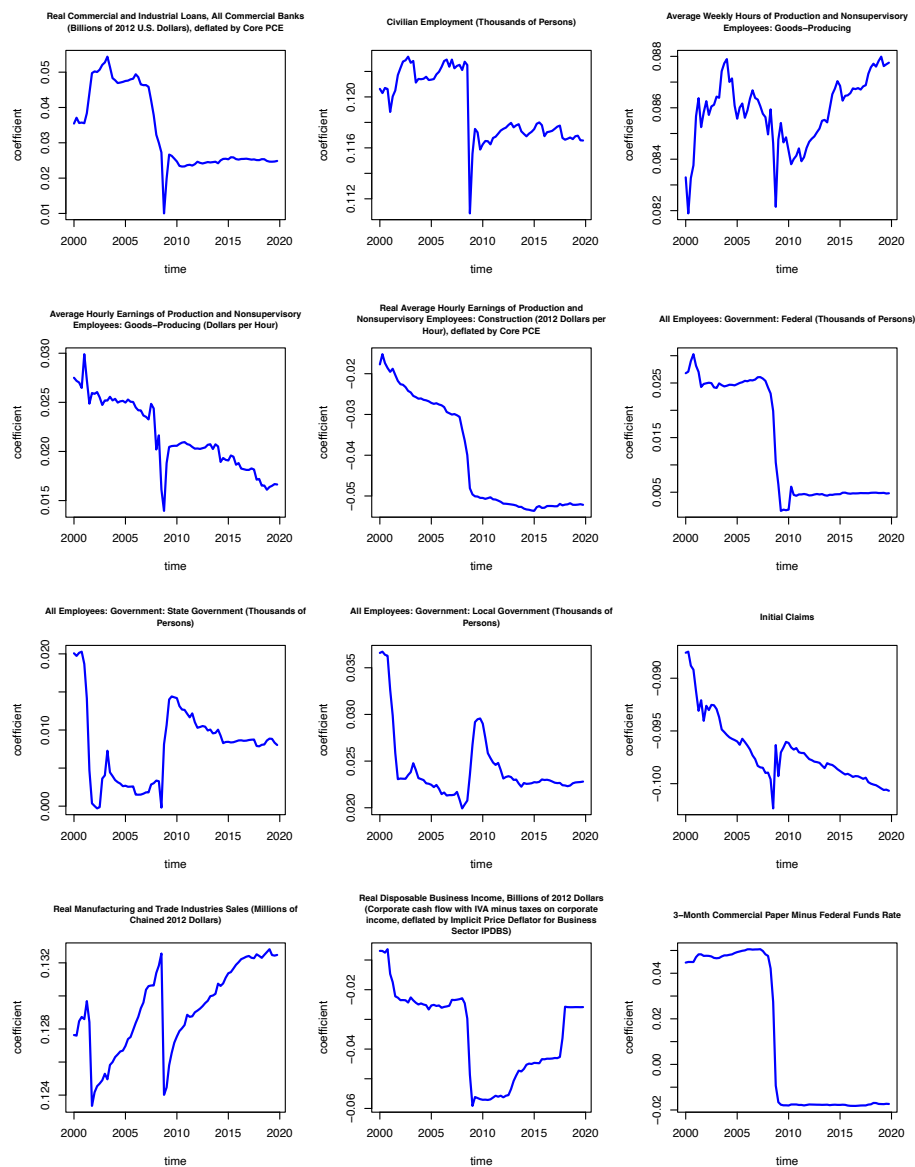 Real Commercial and Industrial Loans, All Commercial Banks
(Billions of 2012 U.S. Dollars), deflated by Core PCE
coefficient
0.01 0.02 0.03 0.04 0.05
2000 2005 2010 2015 2020
time
Civilian Employment (Thousands of Persons)
coefficient
0.112 0.116 0.120
2000 2005 2010 2015 2020
time
Average Weekly Hours of Production and Nonsupervisory
Employees: Goods−Producing
coefficient
0.082 0.084 0.086 0.088
2000 2005 2010 2015 2020
time
Average Hourly Earnings of Production and Nonsupervisory
Employees: Goods−Producing (Dollars per Hour)
coefficient
0.015 0.020 0.025 0.030
2000 2005 2010 2015 2020
time
Real Average Hourly Earnings of Production and
Nonsupervisory Employees: Construction (2012 Dollars per
Hour), deflated by Core PCE
coefficient
−0.05 −0.04 −0.03 −0.02
2000 2005 2010 2015 2020
time
All Employees: Government: Federal (Thousands of Persons)
coefficient
0.005 0.015 0.025
2000 2005 2010 2015 2020
time
All Employees: Government: State Government (Thousands of
Persons)
coefficient
0.000 0.010 0.020
2000 2005 2010 2015 2020
time
All Employees: Government: Local Government (Thousands of
Persons)
coefficient
0.020 0.025 0.030 0.035
2000 2005 2010 2015 2020
time
Initial Claims
coefficient
−0.100 −0.095 −0.090
2000 2005 2010 2015 2020
time
Real Manufacturing and Trade Industries Sales (Millions of
Chained 2012 Dollars)
coefficient
0.124 0.128 0.132
2000 2005 2010 2015 2020
time
Real Disposable Business Income, Billions of 2012 Dollars
(Corporate cash flow with IVA minus taxes on corporate
income, deflated by Implicit Price Deflator for Business
Sector IPDBS)
coefficient
−0.06 −0.04 −0.02
2000 2005 2010 2015 2020
time
3−Month Commercial Paper Minus Federal Funds Rate
coefficient
−0.02 0.00 0.02 0.04
2000 2005 2010 2015 2020
time